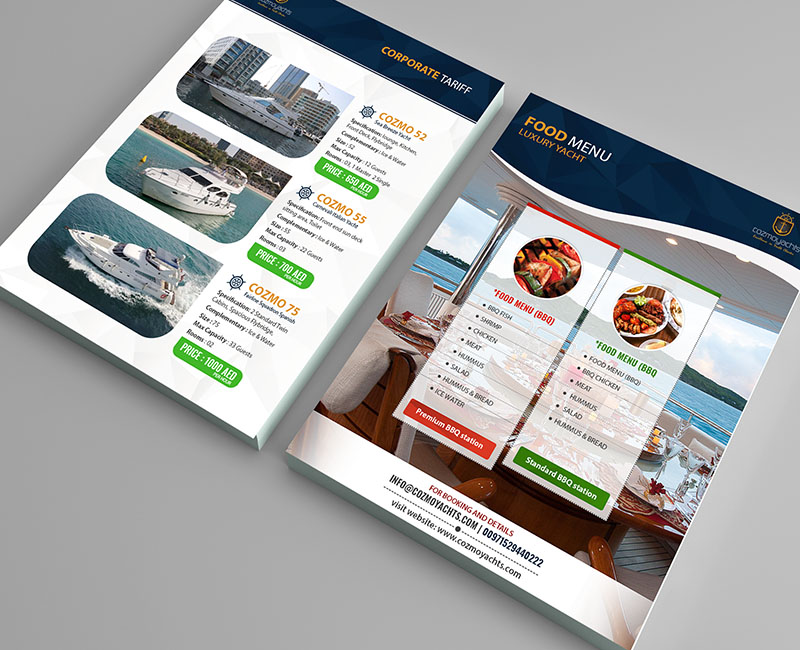 cozmoyachts
CORPORATE TARIFF
COZMO 52
Sea Breeze Yacht
Specification: lounge, Kitchen,
Front Deck, Flybridge
Complementary : Ice & Water
Size : 52
Max Capacity : 12 Guests
Rooms : 03, 1 Master 2 Single
PRICE : 650 AED
PER HOUR
COZMO 55
Carnevali Italian Yacht
Specification: Front end sun deck
sitting area, Toilet
Complementary : Ice & Water
Size : 55
Max Capacity : 22 Guests
Rooms : 03
PRICE : 700 AED
PER HOUR
COZMO 75
Fairline Squadron Spanish
Specification: 2 Standard Twin
Cabins, Spacious Flybridge,
Complementary : Ice & Water
Size : 75
Max Capacity : 33 Guests
Rooms : 02
PRICE : 1000 AED
PER HOUR
FOOD MENU
LUXURY YACHT
cozmoyachts
*FOOD MENU (BBQ)
BBQ FISH
SHRIMP
CHICKEN
MEAT
HUMMUS
SALAD
HUMMUS & BREAD
ICE WATER
Premium BBQ station
*FOOD MENU (BBQ
FOOD MENU (BBQ)
BBQ CHICKEN
MEAT
HUMMUS
SALAD
HUMMUS & BREAD
Standard BBQ station
FOR BOOKING AND DETAILS
INFO@COZMOYACHTS.COM | 00971529440222
visit website: www.cozmoyachts.com